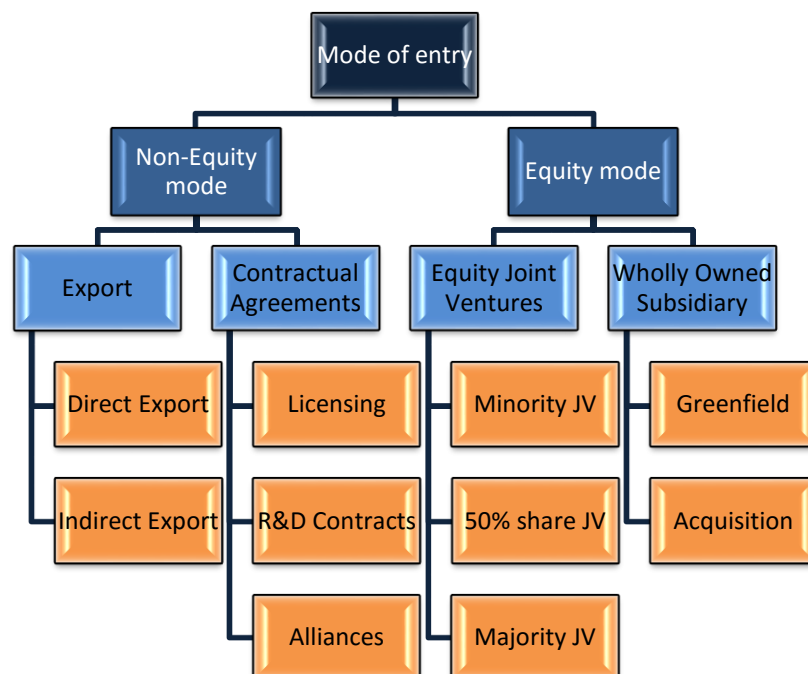 Mode of entry
Non-Equity
mode
Equity mode
Export
Contractual
Agreements
Equity Joint
Ventures
Wholly Owned
Subsidiary
Direct Export
Licensing
Minority JV
Greenfield
Indirect Export
R&D Contracts
50% share JV
Acquisition
Alliances
Majority JV